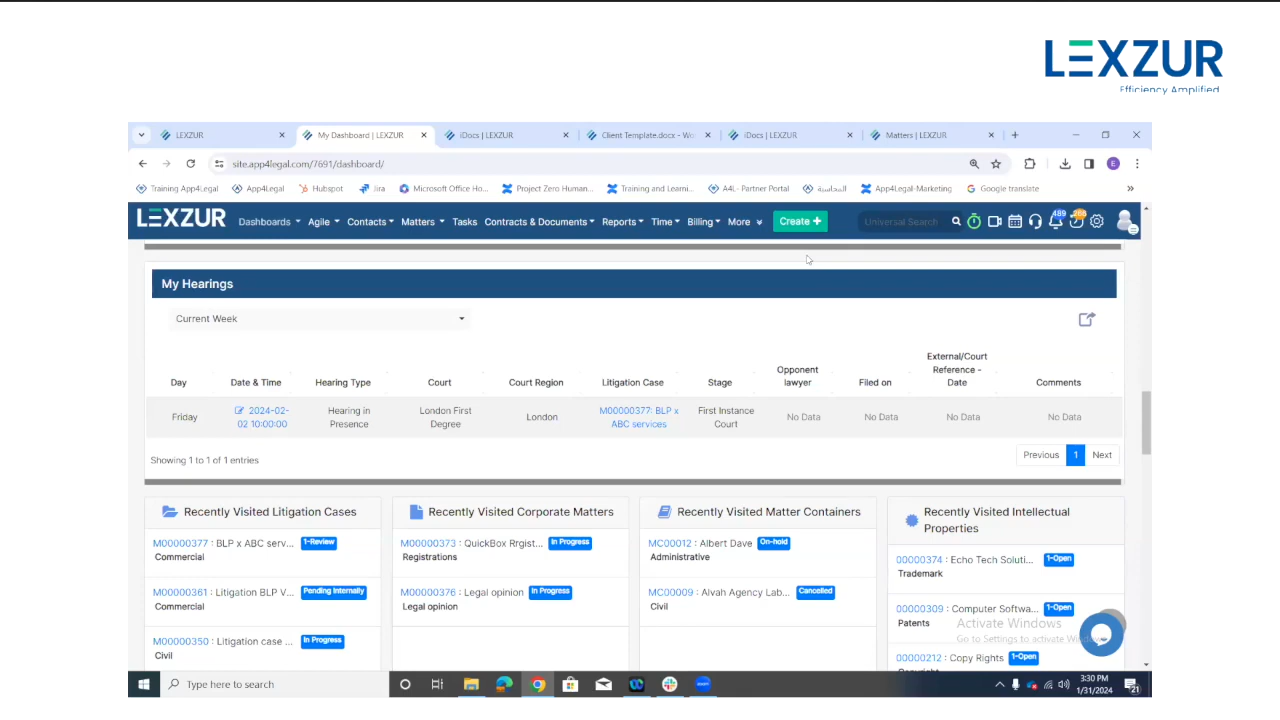 LEXZUR
Efficiency Amplified
LEXZUR
My Dashboard | LEXZUR
iDocs | LEXZUR
Client Template.docx - Wo
iDocs | LEXZUR
Matters | LEXZUR
site.app4legal.com/7691/dashboard/
Training App4Legal
App4Legal
Hubspot
Jira
Microsoft Office Ho...
Project Zero Human...
Training and Learni...
A4L - Partner Portal
المحاسبية
App4Legal-Marketing
Google translate
LEXZUR
Dashboards
Agile
Contacts
Matters
Tasks
Contracts & Documents
Reports
Time
Billing
More
Create +
Universal Search
489
268
My Hearings
Current Week
Day
Date & Time
Hearing Type
Court
Court Region
Litigation Case
Stage
Opponent
lawyer
Filed on
External/Court
Reference -
Date
Comments
Friday
2024-02-
02 10:00:00
Hearing in
Presence
London First
Degree
London
M00000377: BLP x
ABC services
First Instance
Court
No Data
No Data
No Data
No Data
Showing 1 to 1 of 1 entries
Previous
1
Next
Recently Visited Litigation Cases
M00000377 : BLP x ABC serv... 1-Review
Commercial
M00000361 : Litigation BLP V... Pending Internally
Commercial
M00000350 : Litigation case ... In Progress
Civil
Recently Visited Corporate Matters
M00000373 : QuickBox Rrgist... In Progress
Registrations
M00000376 : Legal opinion In Progress
Legal opinion
Recently Visited Matter Containers
MC00012 : Albert Dave On-hold
Administrative
MC00009 : Alvah Agency Lab... Cancelled
Civil
Recently Visited Intellectual
Properties
00000374 : Echo Tech Soluti... 1-Open
Trademark
00000309 : Computer Softwa... 1-Open
Patents
00000212 : Copy Rights 1-Open
Activate Windows
Go to Settings to activate Windows
Type here to search
3:30 PM
1/31/2024
21